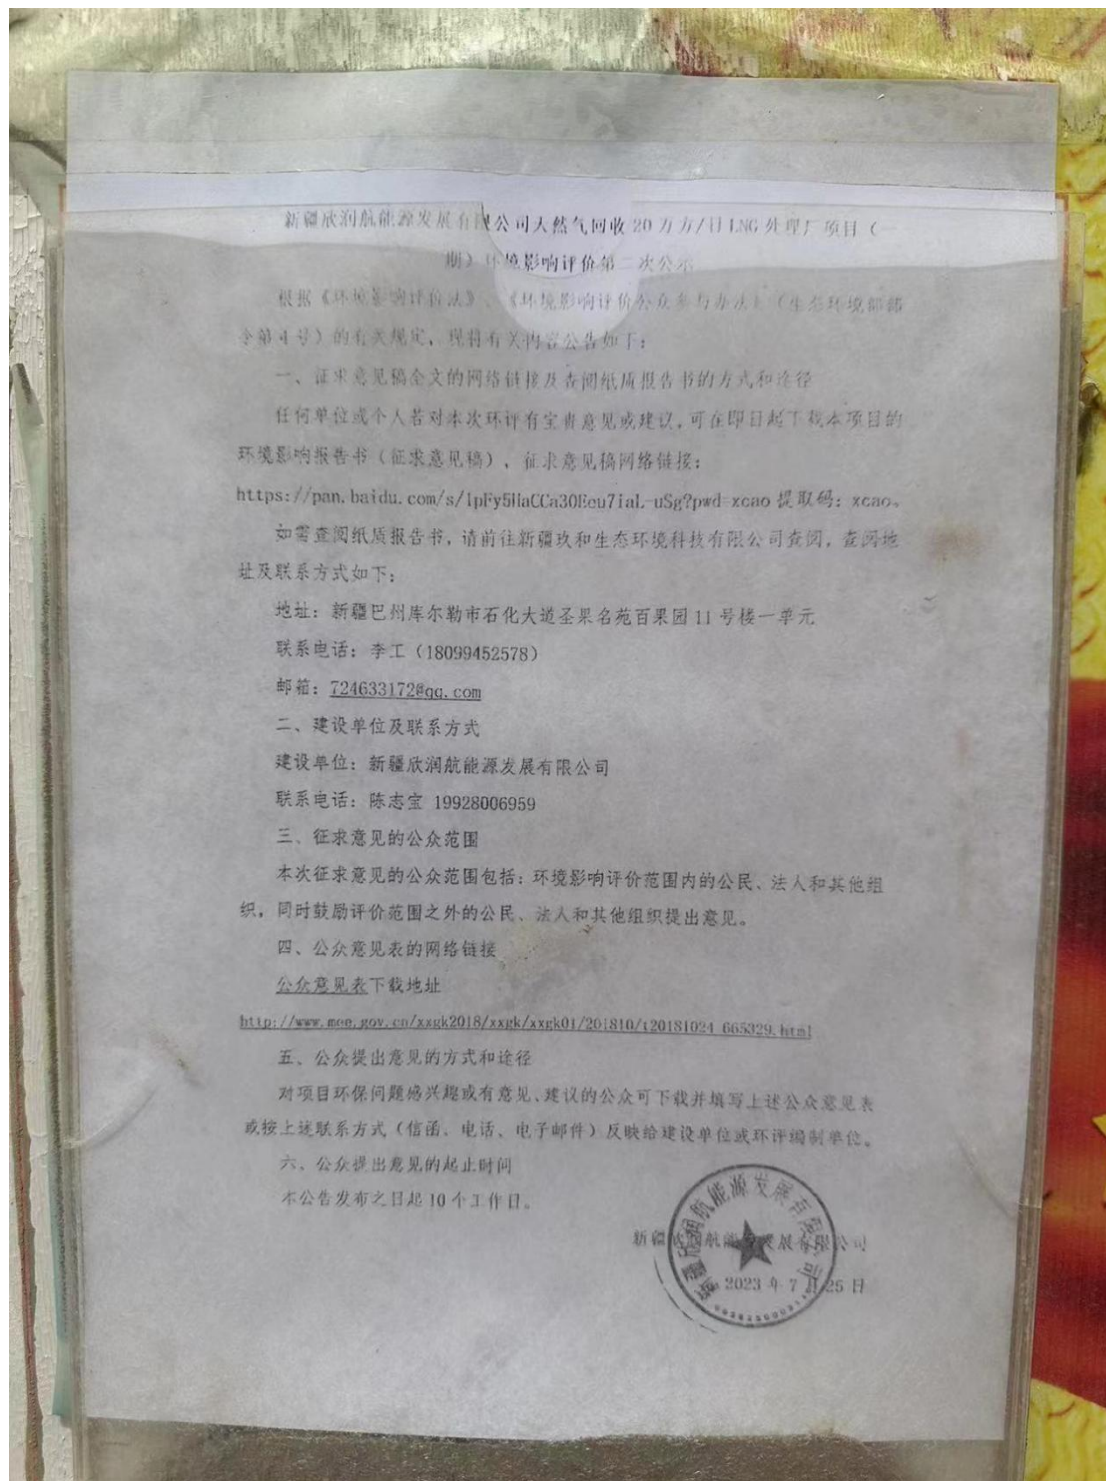 新疆欣润航能源发展有限公司天然气回收20万方/日LNG处理厂项目（一
期）环境影响评价第二次公示
根据《环境影响评价法》、《环境影响评价公众参与办法》（生态环境部部
令第4号）的有关规定，现将有关内容公告如下：
一、征求意见稿全文的网络链接及查阅纸质报告书的方式和途径
任何单位或个人若对本次环评有宝贵意见或建议，可在即日起下载本项目的
环境影响报告书（征求意见稿），征求意见稿网络链接：
提取码：xcao。
如需查阅纸质报告书，请前往新疆玖和生态环境科技有限公司查阅，查阅地
址及联系方式如下：
地址：新疆巴州库尔勒市石化大道圣果名苑百果园11号楼一单元
联系电话：李工（18099452578）
邮箱：724633172@qq.com
二、建设单位及联系方式
建设单位：新疆欣润航能源发展有限公司
联系电话：陈志宝 19928006959
三、征求意见的公众范围
本次征求意见的公众范围包括：环境影响评价范围内的公民、法人和其他组
织，同时鼓励评价范围之外的公民、法人和其他组织提出意见。
四、公众意见表的网络链接
公众意见表下载地址
http://www.mee.gov.cn/xxgk2018/xxgk/xxgk01/201810/t20181024_665329.html
五、公众提出意见的方式和途径
对项目环保问题感兴趣或有意见、建议的公众可下载并填写上述公众意见表
或按上述联系方式（信函、电话、电子邮件）反映给建设单位或环评编制单位。
六、公众提出意见的起止时间
本公告发布之日起10个工作日。
新疆欣润航能源发展有限公司
2023年7月25日
新疆欣润航能源发展有限公司